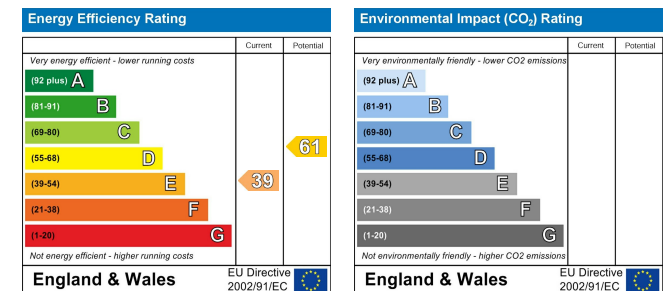 Energy Efficiency Rating
Current Potential
Very energy efficient - lower running costs
(92 plus) A
(81-91) B
(69-80) C
(55-68) D
(39-54) E
(21-38) F
(1-20) G
61
39
Not energy efficient - higher running costs
England & Wales
EU Directive
2002/91/EC
Environmental Impact (CO₂) Rating
Current Potential
Very environmentally friendly - lower CO2 emissions
(92 plus) A
(81-91) B
(69-80) C
(55-68) D
(39-54) E
(21-38) F
(1-20) G
Not environmentally friendly - higher CO2 emissions
England & Wales
EU Directive
2002/91/EC